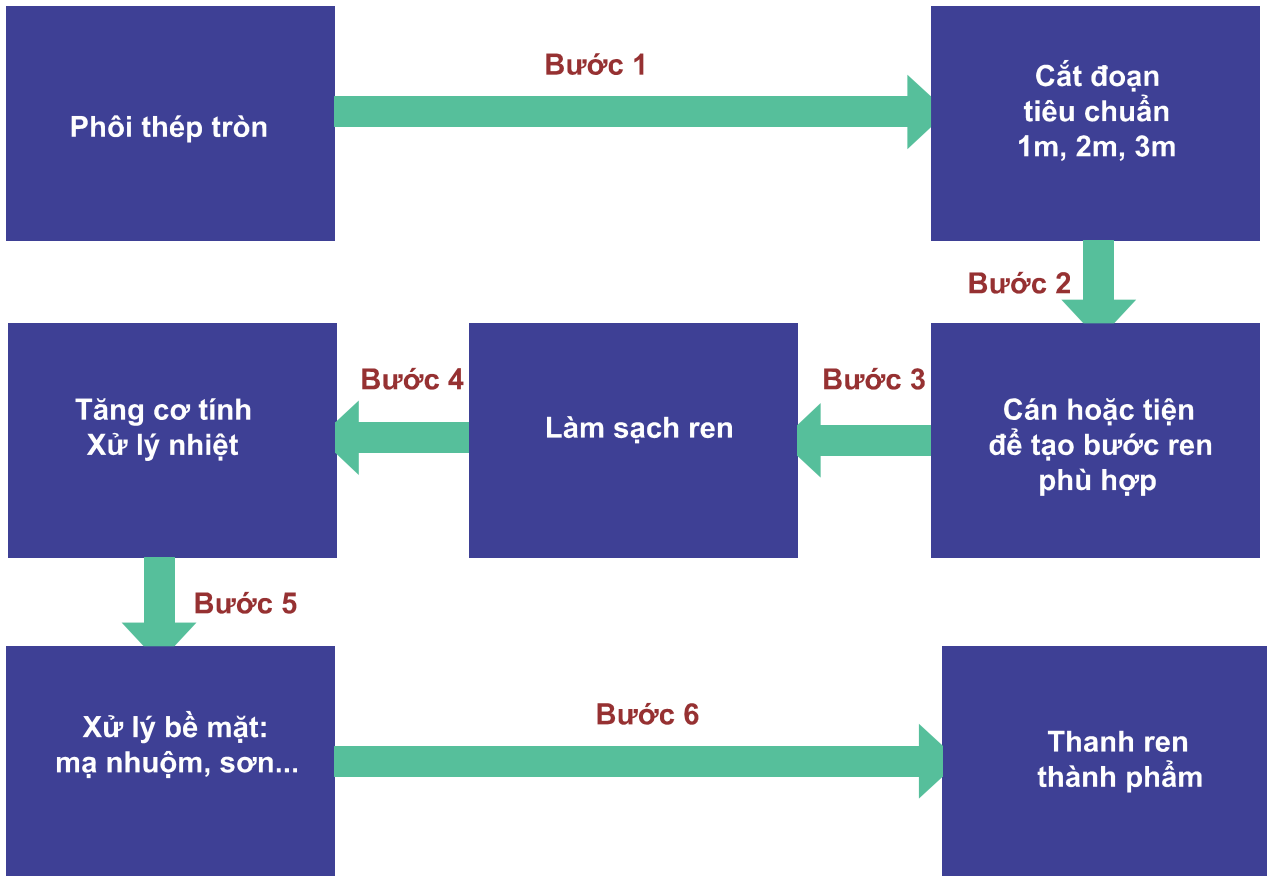 Phôi thép tròn
Bước 1
Cắt đoạn
tiêu chuẩn
1m, 2m, 3m
Bước 2
Cán hoặc tiện
để tạo bước ren
phù hợp
Bước 3
Làm sạch ren
Bước 4
Tăng cơ tính
Xử lý nhiệt
Bước 5
Xử lý bề mặt:
mạ nhuộm, sơn...
Bước 6
Thanh ren
thành phẩm